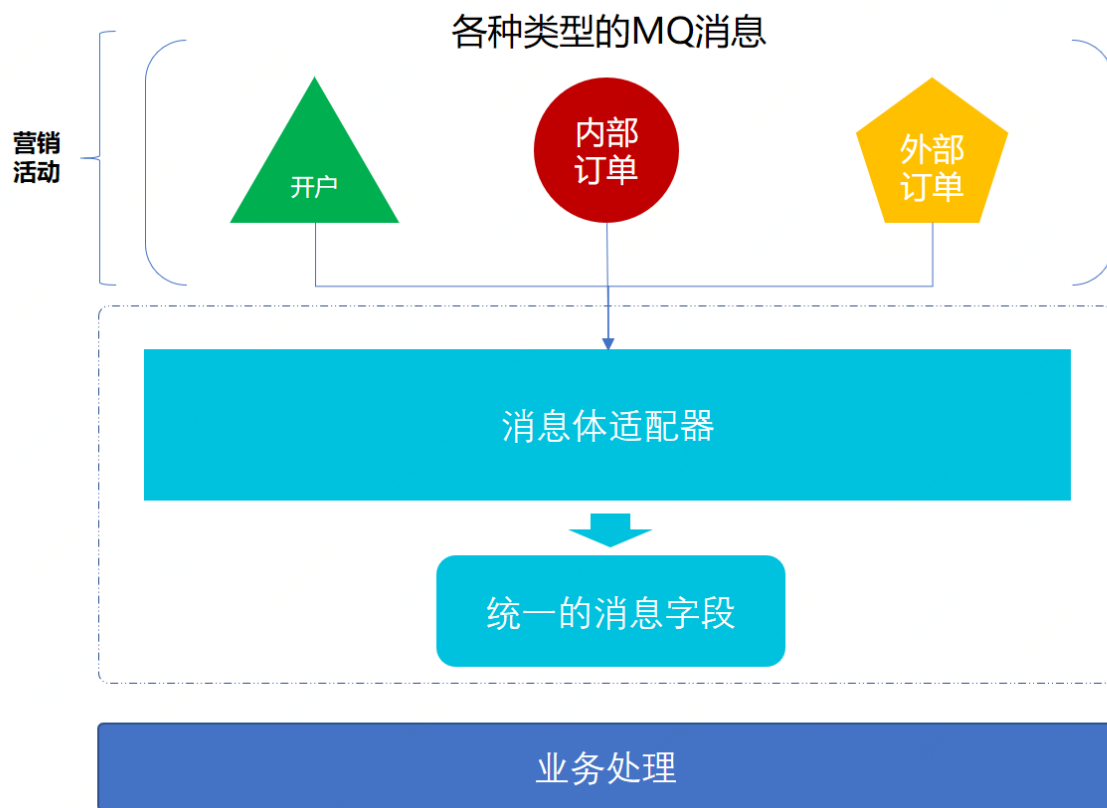 各种类型的MQ消息
营销
活动
开户
内部
订单
外部
订单
消息体适配器
统一的消息字段
业务处理